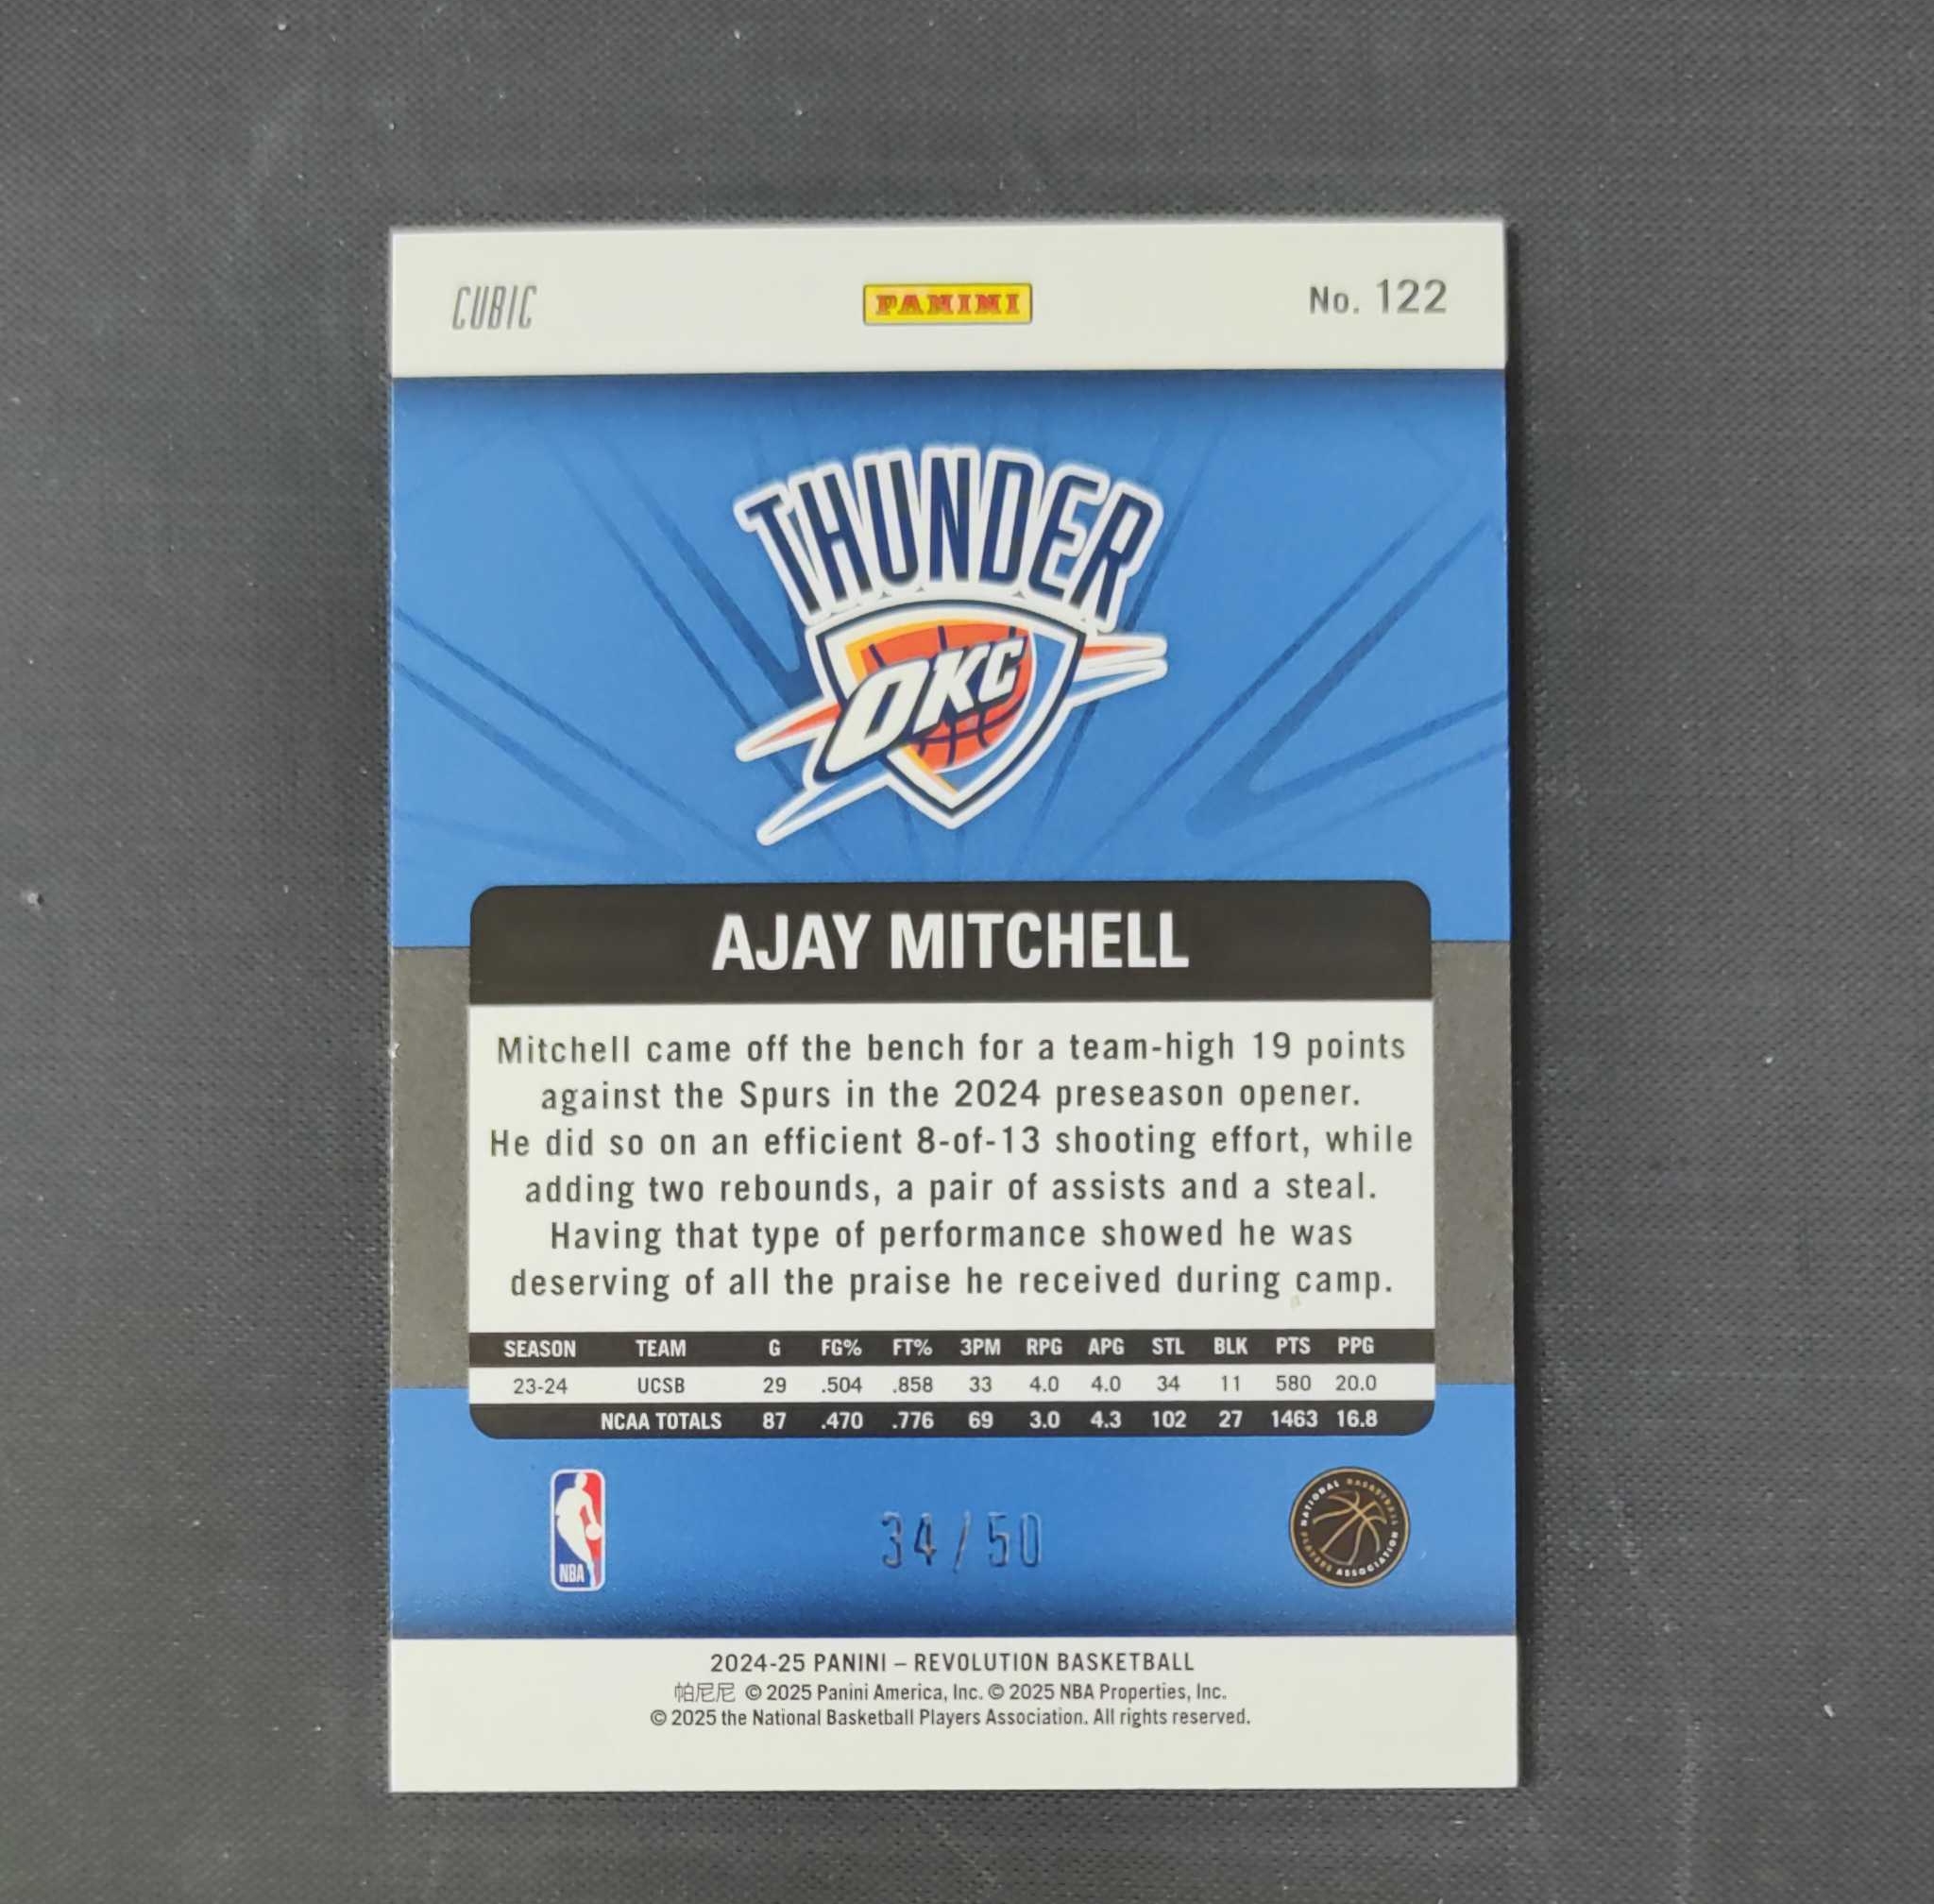 CUBIC
PANINI
No. 122
THUNDER
OKC
AJAY MITCHELL
Mitchell came off the bench for a team-high 19 points
against the Spurs in the 2024 preseason opener.
He did so on an efficient 8-of-13 shooting effort, while
adding two rebounds, a pair of assists and a steal.
Having that type of performance showed he was
deserving of all the praise he received during camp.
SEASON TEAM G FG% FT% 3PM RPG APG STL BLK PTS PPG
23-24 UCSB 29 .504 .858 33 4.0 4.0 34 11 580 20.0
NCAA TOTALS 87 .470 .776 69 3.0 4.3 102 27 1463 16.8
NBA
34/50
NATIONAL BASKETBALL PLAYERS ASSOCIATION
2024-25 PANINI – REVOLUTION BASKETBALL
帕尼尼 © 2025 Panini America, Inc. © 2025 NBA Properties, Inc.
© 2025 the National Basketball Players Association. All rights reserved.